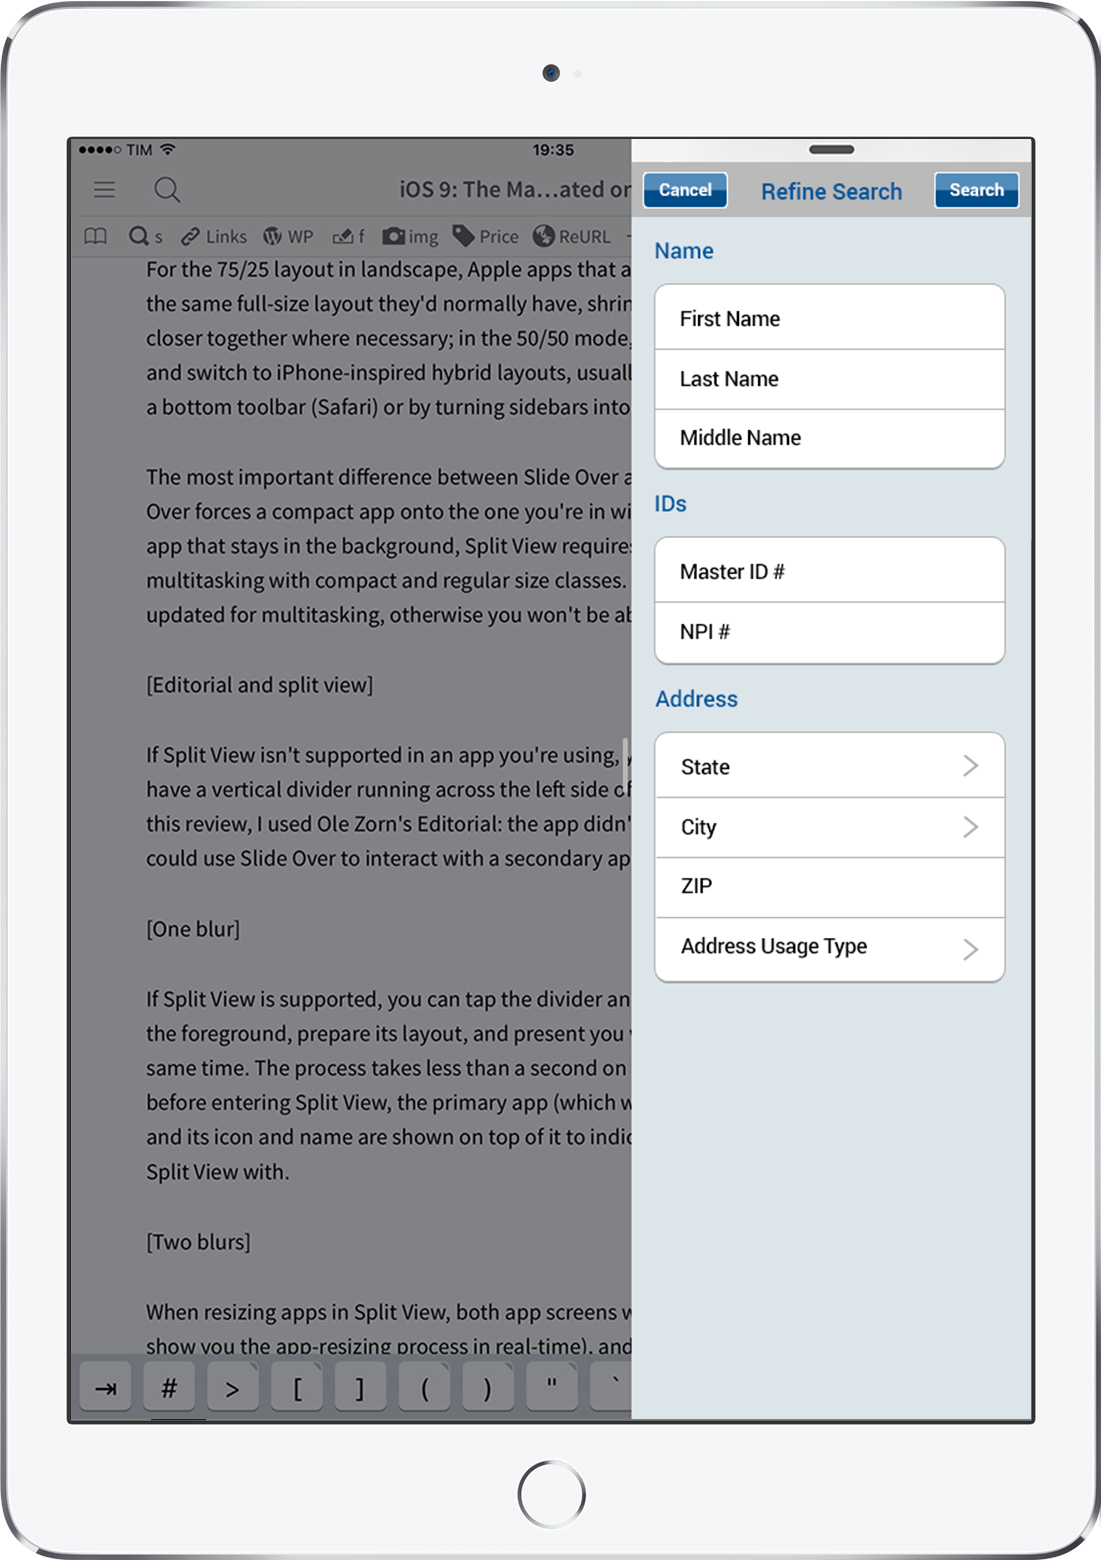 TIM
19:35
iOS 9: The Ma…ated or
s Links WP f img Price ReURL
For the 75/25 layout in landscape, Apple apps that a
the same full-size layout they'd normally have, shrin
closer together where necessary; in the 50/50 mode,
and switch to iPhone-inspired hybrid layouts, usuall
a bottom toolbar (Safari) or by turning sidebars into
The most important difference between Slide Over a
Over forces a compact app onto the one you're in wi
app that stays in the background, Split View requires
multitasking with compact and regular size classes.
updated for multitasking, otherwise you won't be ab
[Editorial and split view]
If Split View isn't supported in an app you're using, y
have a vertical divider running across the left side of
this review, I used Ole Zorn's Editorial: the app didn'
could use Slide Over to interact with a secondary ap
[One blur]
If Split View is supported, you can tap the divider an
the foreground, prepare its layout, and present you w
same time. The process takes less than a second on
before entering Split View, the primary app (which w
and its icon and name are shown on top of it to indic
Split View with.
[Two blurs]
When resizing apps in Split View, both app screens w
show you the app-resizing process in real-time), and
# > [ ] ( ) " `
Cancel Refine Search Search
Name
First Name
Last Name
Middle Name
IDs
Master ID #
NPI #
Address
State
City
ZIP
Address Usage Type